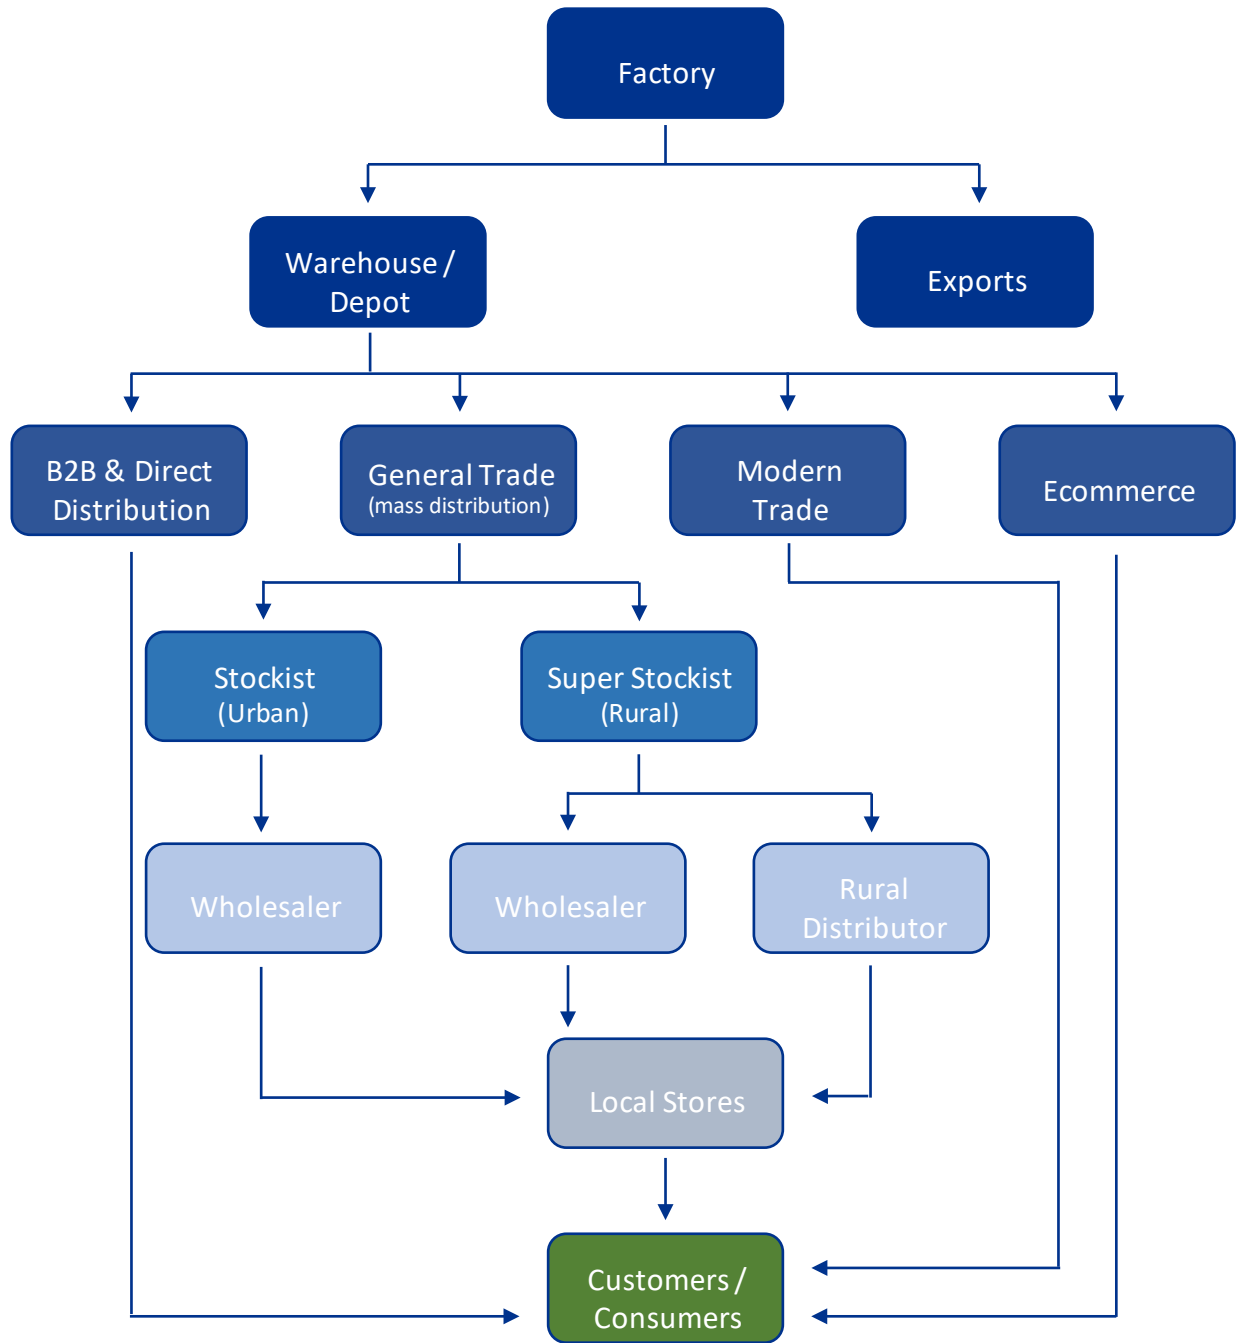 Factory
Warehouse /
Depot
Exports
B2B & Direct
Distribution
General Trade
(mass distribution)
Modern
Trade
Ecommerce
Stockist
(Urban)
Super Stockist
(Rural)
Wholesaler
Wholesaler
Rural
Distributor
Local Stores
Customers /
Consumers